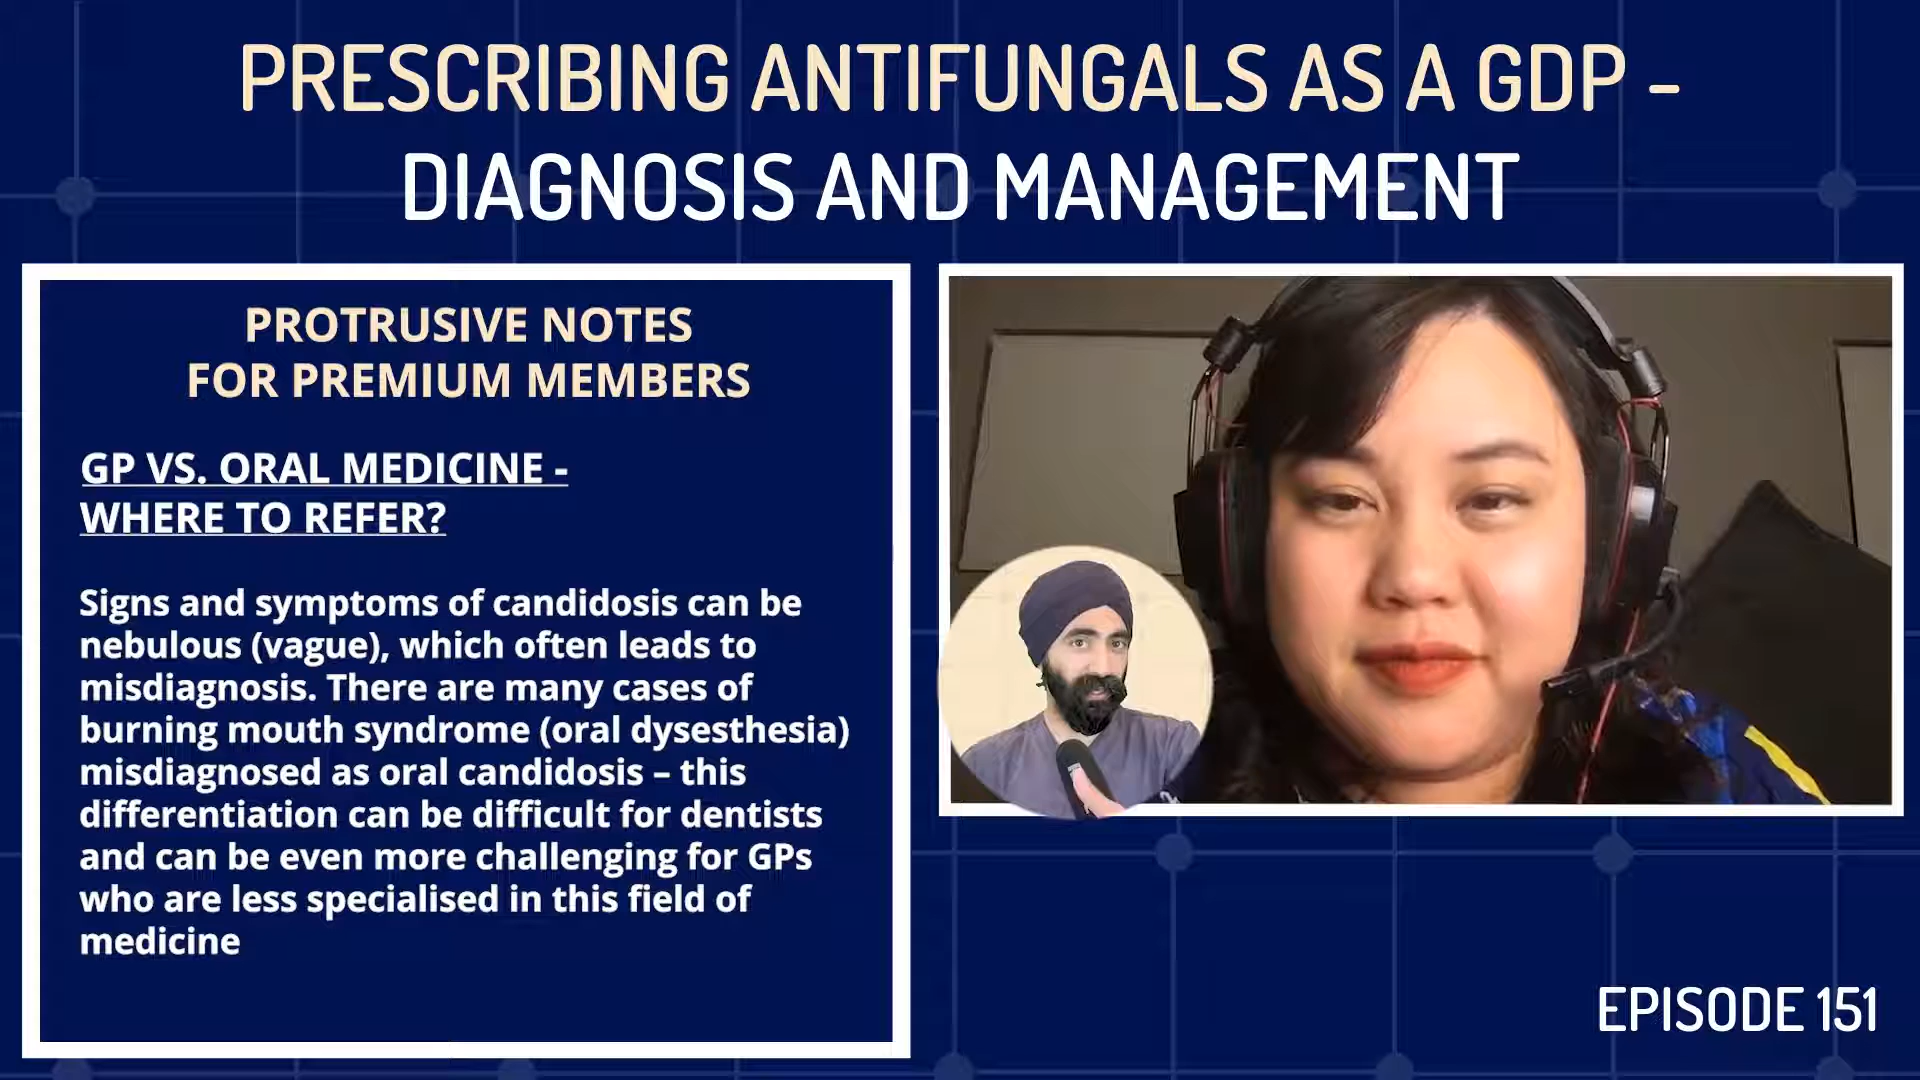 PRESCRIBING ANTIFUNGALS AS A GDP –
DIAGNOSIS AND MANAGEMENT
PROTRUSIVE NOTES
FOR PREMIUM MEMBERS
GP VS. ORAL MEDICINE -
WHERE TO REFER?
Signs and symptoms of candidosis can be
nebulous (vague), which often leads to
misdiagnosis. There are many cases of
burning mouth syndrome (oral dysesthesia)
misdiagnosed as oral candidosis – this
differentiation can be difficult for dentists
and can be even more challenging for GPs
who are less specialised in this field of
medicine
EPISODE 151